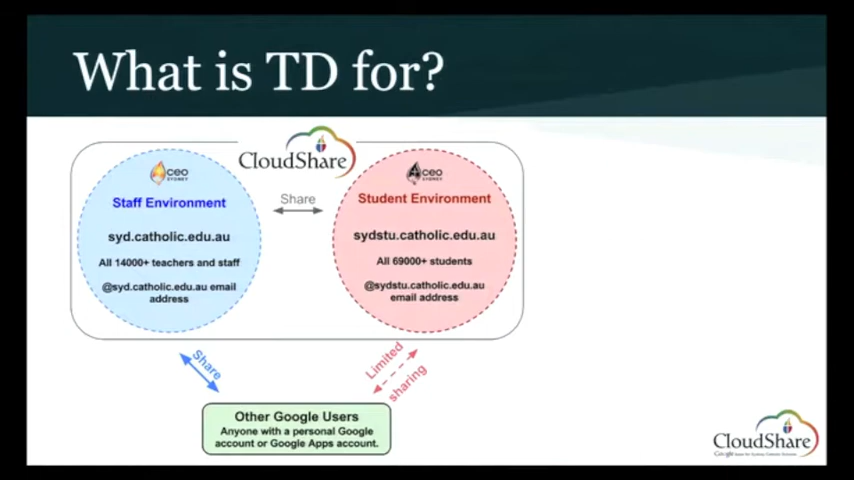 What is TD for?
CloudShare
CEO
SYDNEY
CEO
SYDNEY
Staff Environment
Share
Student Environment
syd.catholic.edu.au
sydstu.catholic.edu.au
All 14000+ teachers and staff
All 69000+ students
@syd.catholic.edu.au email
address
@sydstu.catholic.edu.au
email address
Share
Limited
sharing
Other Google Users
Anyone with a personal Google
account or Google Apps account.
CloudShare
Google